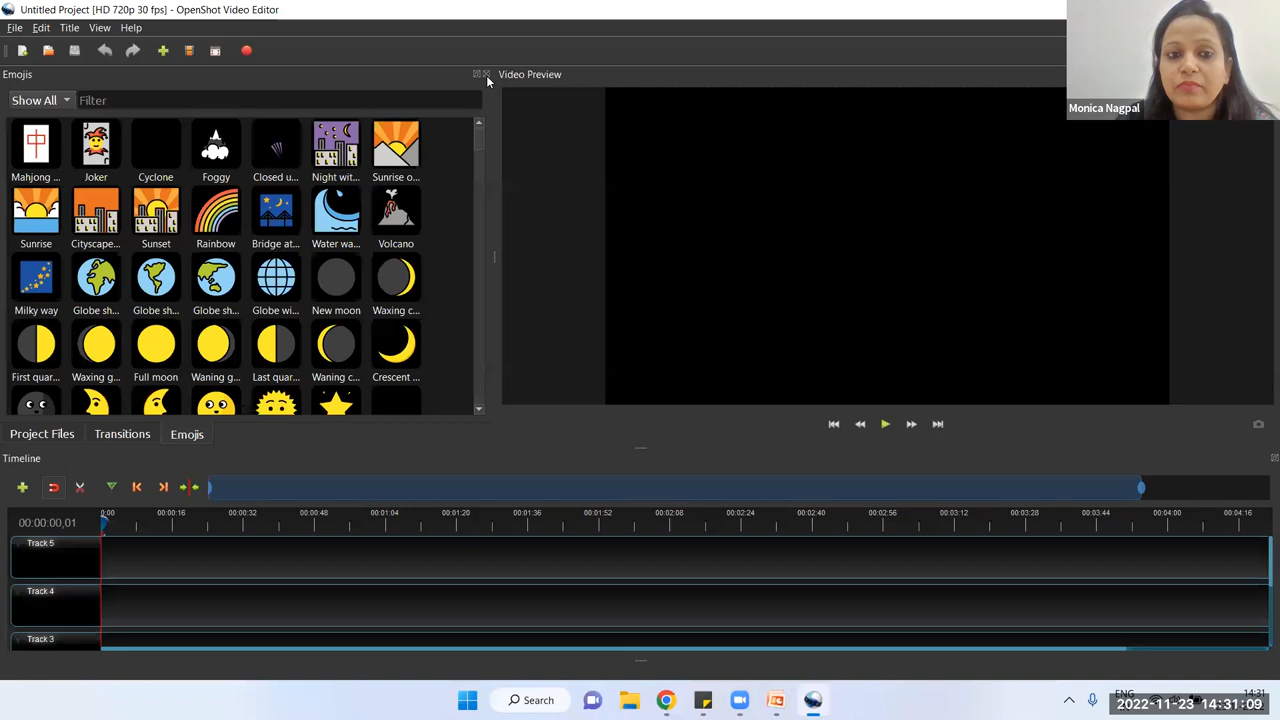 Untitled Project [HD 720p 30 fps] - OpenShot Video Editor
File Edit Title View Help
Emojis
Video Preview
Monica Nagpal
Show All Filter
Mahjong ... Joker Cyclone Foggy Closed u... Night wit... Sunrise o...
Sunrise Cityscape... Sunset Rainbow Bridge at... Water wa... Volcano
Milky way Globe sh... Globe sh... Globe sh... Globe wi... New moon Waxing c...
First quar... Waxing g... Full moon Waning g... Last quar... Waning c... Crescent ...
Project Files Transitions Emojis
Timeline
00:00:00,01
0:00 00:00:16 00:00:32 00:00:48 00:01:04 00:01:20 00:01:36 00:01:52 00:02:08 00:02:24 00:02:40 00:02:56 00:03:12 00:03:28 00:03:44 00:04:00 00:04:16
Track 5
Track 4
Track 3
Search
ENG
14:31
2022-11-23 14:31:09